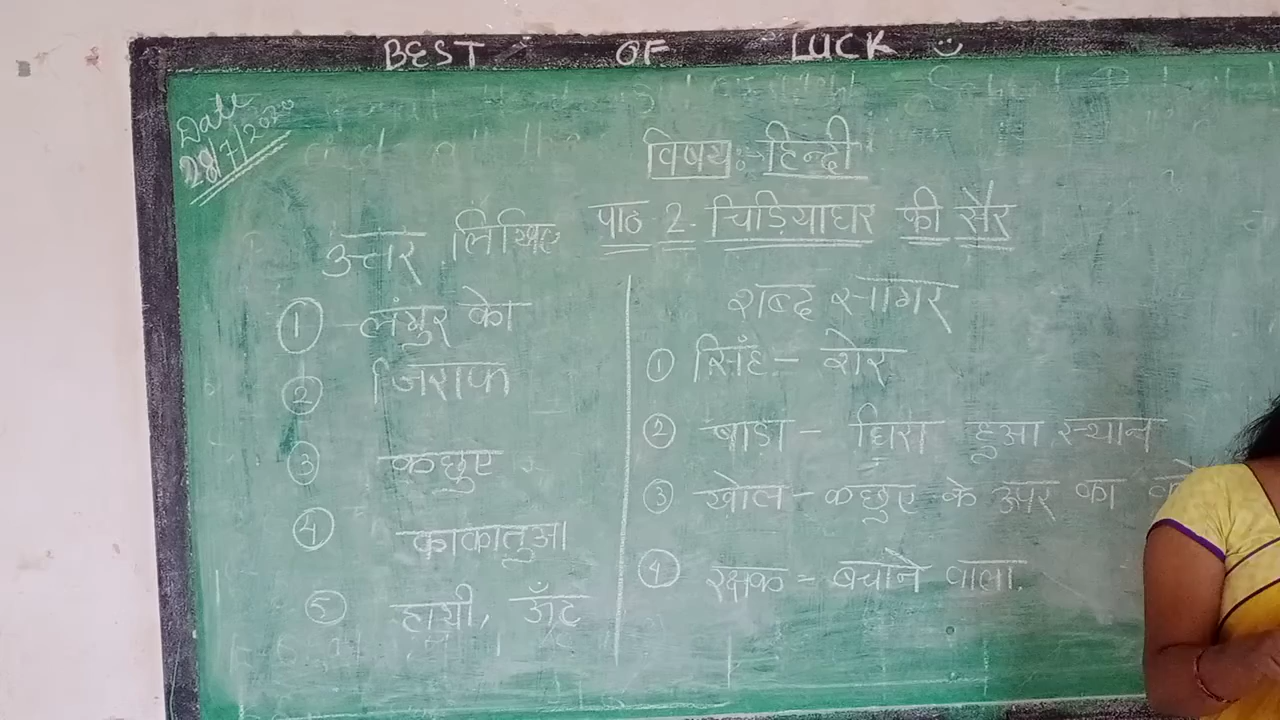 BEST OF LUCK
Date
28/7/2020
विषय:- हिन्दी
पाठ 2. चिड़ियाघर की सैर
उत्तर लिखिए
① लंगुर को
② जिराफ
③ कछुए
④ काकातुआ
⑤ हाथी, ऊँट
शब्द सागर
① सिंह - शेर
② बाड़ा - घिरा हुआ स्थान
③ खोल - कछुए के उपर का
④ रक्षक = बचाने वाला.